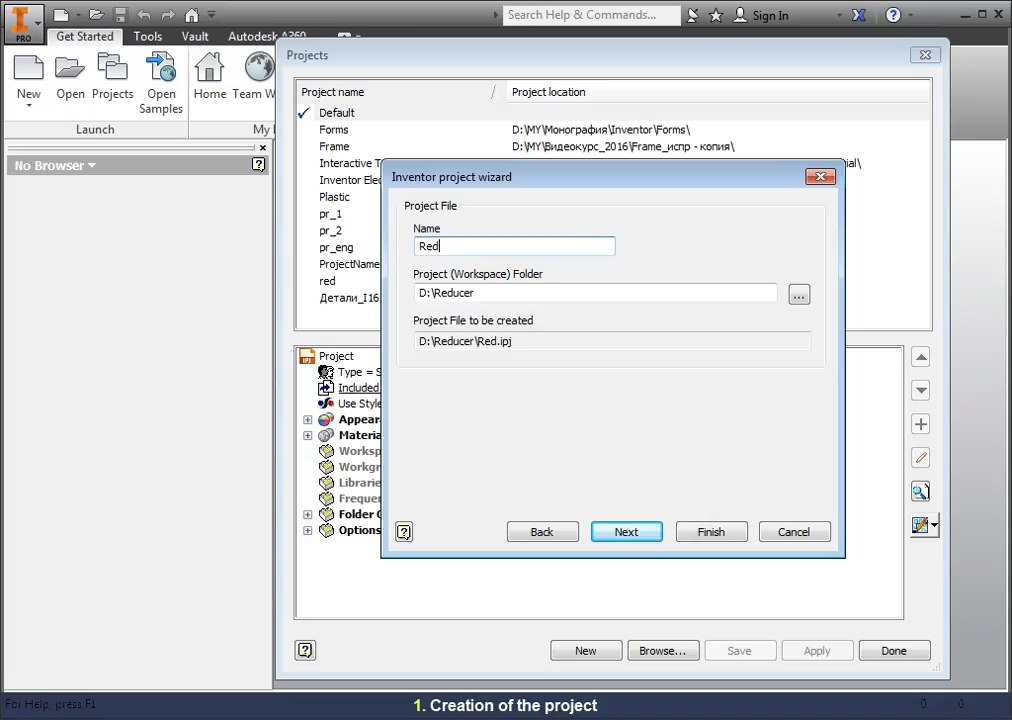 Search Help & Commands...
Sign In
PRO
Get Started
Tools
Vault
Autodesk A360
New
Open
Projects
Open Samples
Home
Team W
Launch
My
No Browser
Projects
Project name
Project location
Default
Forms
D:\MY\Монография\Inventor\Forms\
Frame
D:\MY\Видеокурс_2016\Frame_испр - копия\
Interactive T
al\
Inventor Elec
Plastic
pr_1
pr_2
pr_eng
ProjectName
red
Детали_I16
Inventor project wizard
Project File
Name
Red
Project (Workspace) Folder
D:\Reducer
...
Project File to be created
D:\Reducer\Red.ipj
Back
Next
Finish
Cancel
Project
Type = S
Included
Use Style
Appear
Materia
Worksp
Workgr
Librarie
Freque
Folder O
Options
New
Browse...
Save
Apply
Done
For Help, press F1
1. Creation of the project
0
0